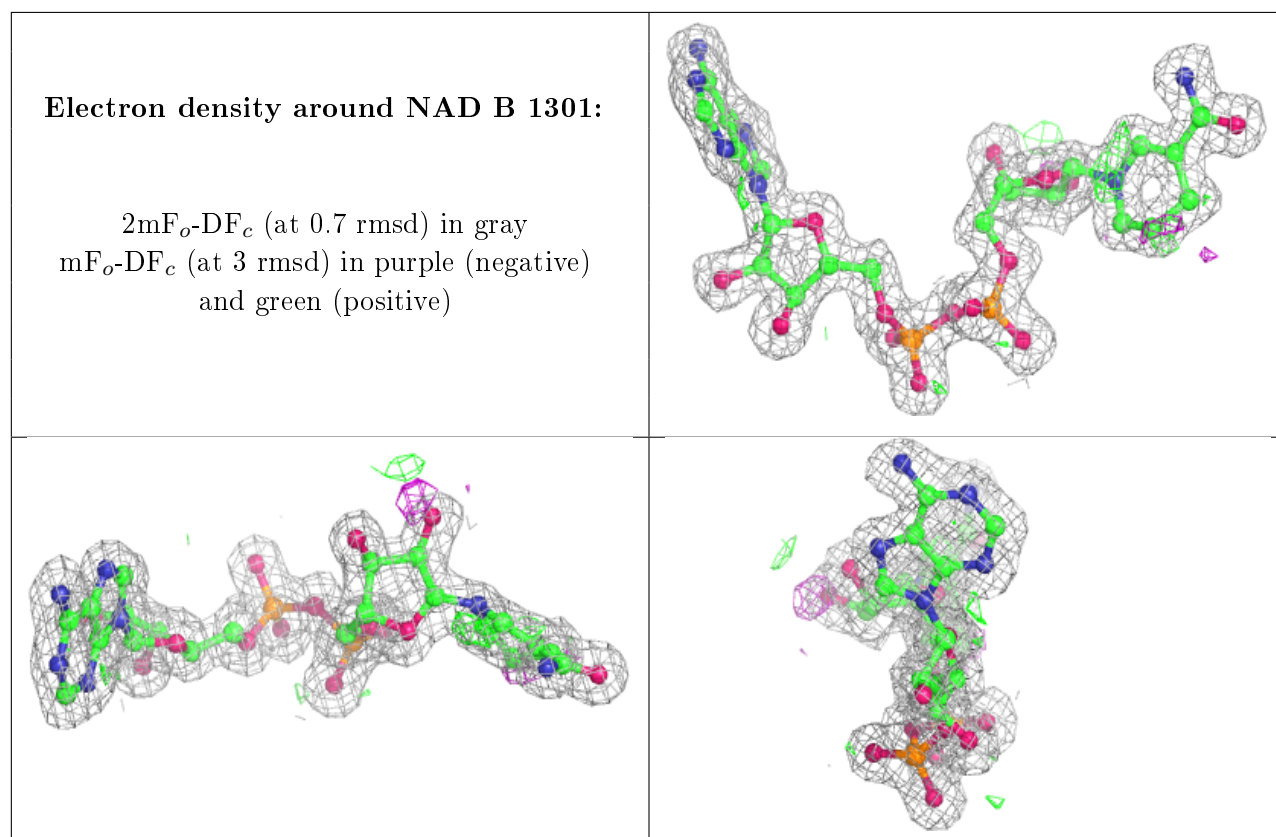 Electron density around NAD B 1301:
2mFo-DFc (at 0.7 rmsd) in gray
mFo-DFc (at 3 rmsd) in purple (negative)
and green (positive)